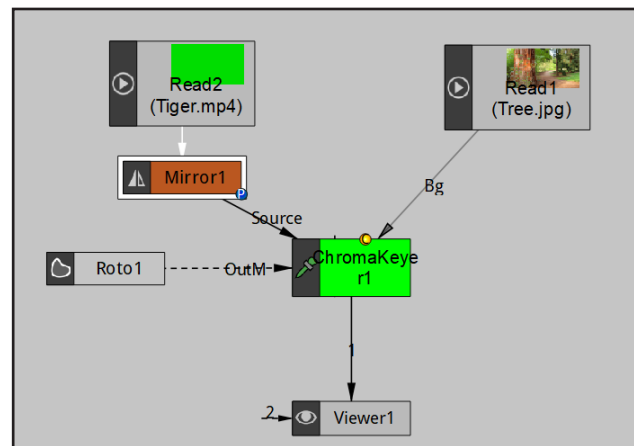 Read2
(Tiger.mp4)
Read1
(Tree.jpg)
Mirror1
P
Bg
Source
Roto1
OutM
ChromaKeye
r1
1
2
Viewer1